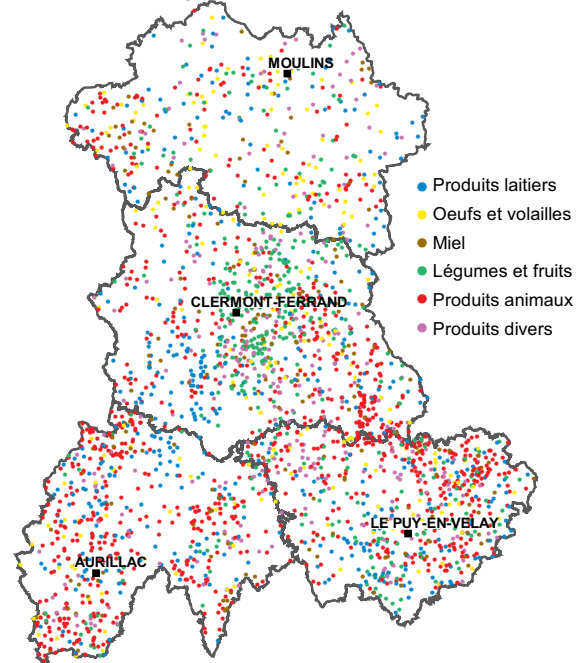 MOULINS
Produits laitiers
Oeufs et volailles
Miel
Légumes et fruits
Produits animaux
Produits divers
CLERMONT-FERRAND
LE PUY-EN-VELAY
AURILLAC